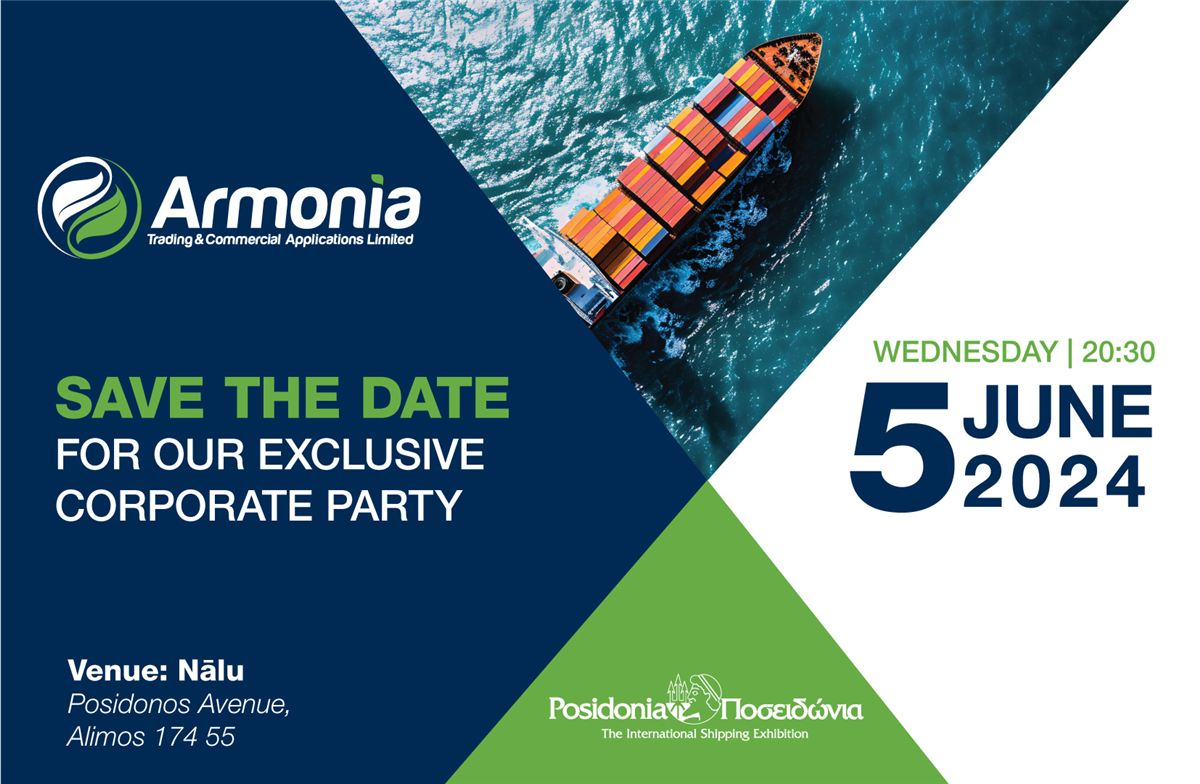 Armonia
Trading & Commercial Applications Limited
SAVE THE DATE
FOR OUR EXCLUSIVE
CORPORATE PARTY
Venue: Nālu
Posidonos Avenue,
Alimos 174 55
WEDNESDAY | 20:30
5 JUNE
2024
Posidonia Ποσειδώνια
The International Shipping Exhibition